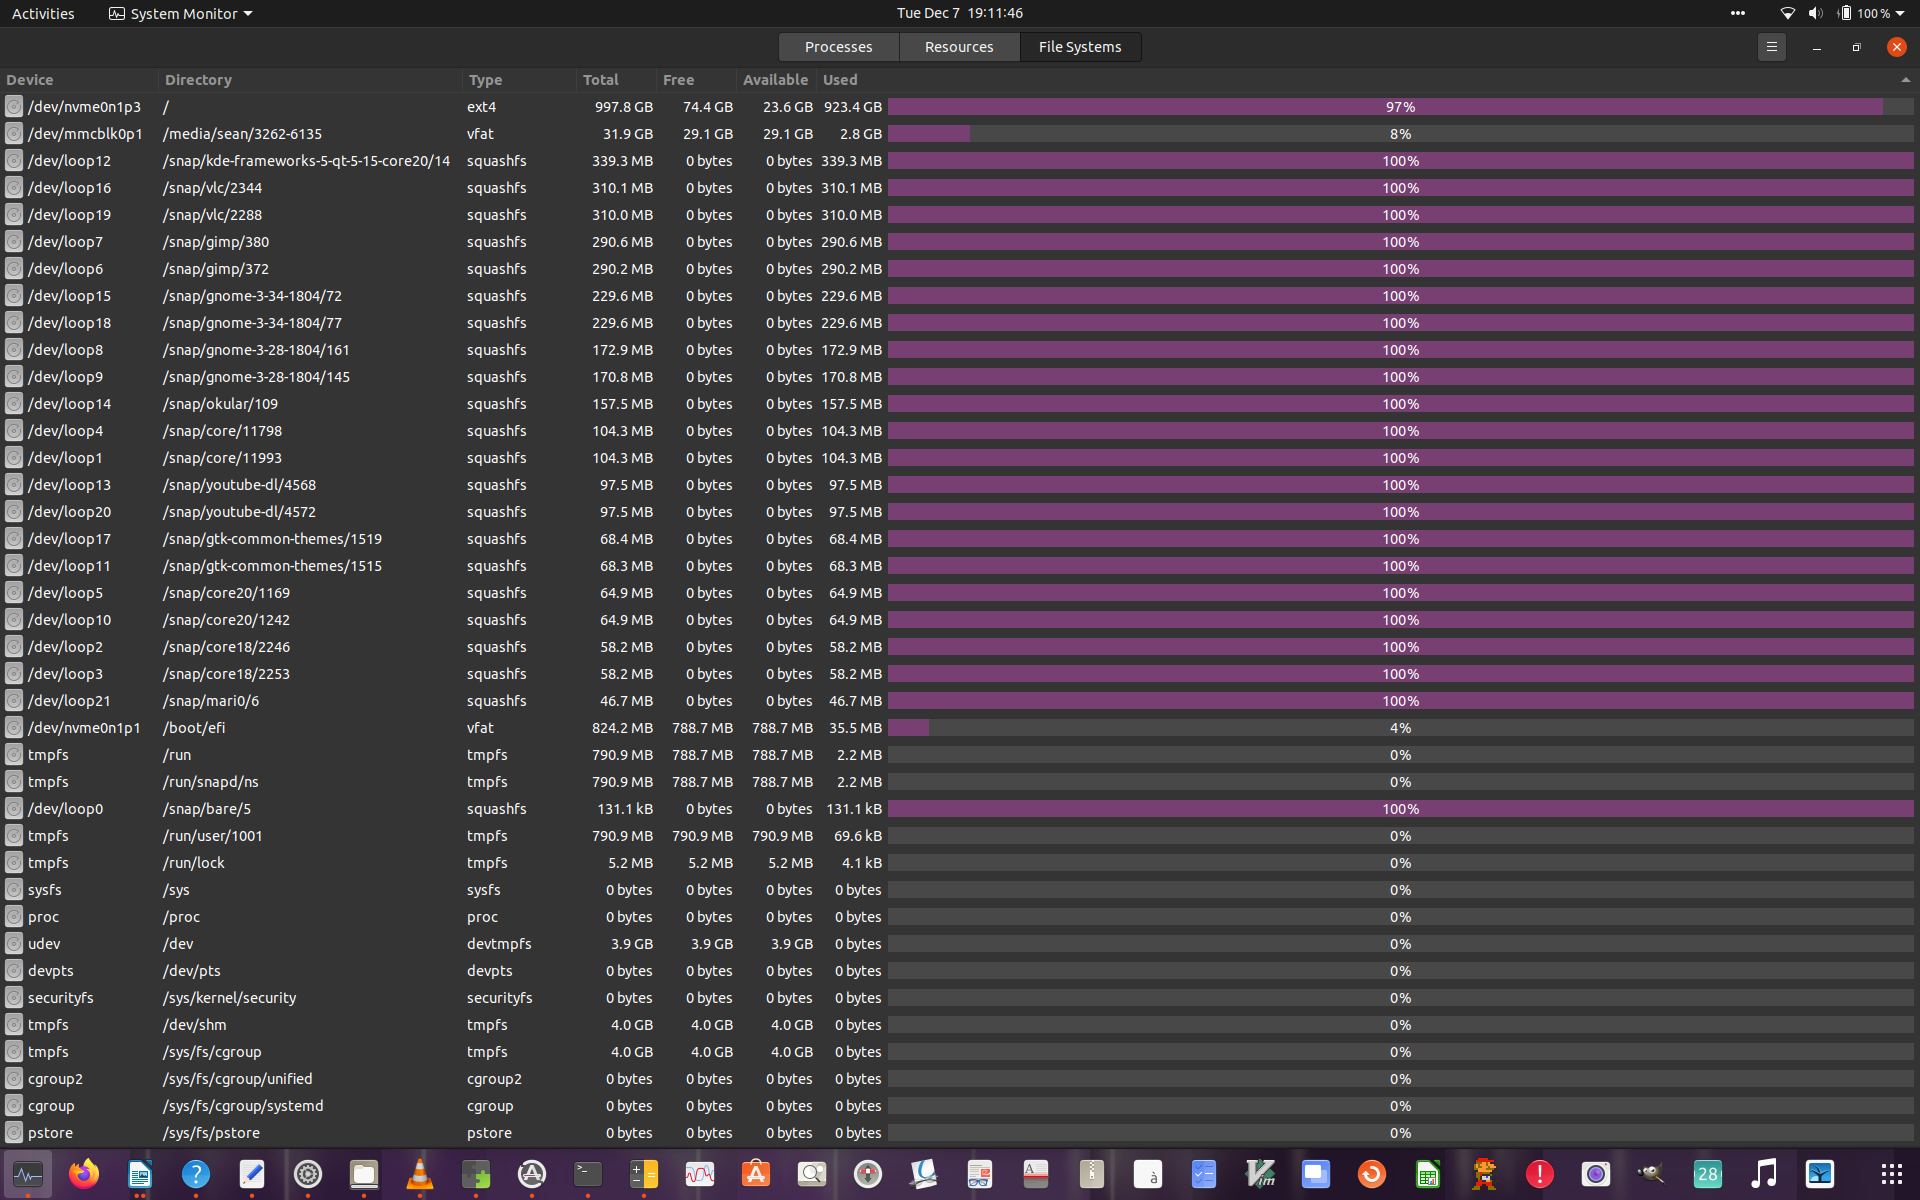 Activities System Monitor Tue Dec 7 19:11:46 100 %
Processes Resources File Systems
Device Directory Type Total Free Available Used
/dev/nvme0n1p3 / ext4 997.8 GB 74.4 GB 23.6 GB 923.4 GB 97%
/dev/mmcblk0p1 /media/sean/3262-6135 vfat 31.9 GB 29.1 GB 29.1 GB 2.8 GB 8%
/dev/loop12 /snap/kde-frameworks-5-qt-5-15-core20/14 squashfs 339.3 MB 0 bytes 0 bytes 339.3 MB 100%
/dev/loop16 /snap/vlc/2344 squashfs 310.1 MB 0 bytes 0 bytes 310.1 MB 100%
/dev/loop19 /snap/vlc/2288 squashfs 310.0 MB 0 bytes 0 bytes 310.0 MB 100%
/dev/loop7 /snap/gimp/380 squashfs 290.6 MB 0 bytes 0 bytes 290.6 MB 100%
/dev/loop6 /snap/gimp/372 squashfs 290.2 MB 0 bytes 0 bytes 290.2 MB 100%
/dev/loop15 /snap/gnome-3-34-1804/72 squashfs 229.6 MB 0 bytes 0 bytes 229.6 MB 100%
/dev/loop18 /snap/gnome-3-34-1804/77 squashfs 229.6 MB 0 bytes 0 bytes 229.6 MB 100%
/dev/loop8 /snap/gnome-3-28-1804/161 squashfs 172.9 MB 0 bytes 0 bytes 172.9 MB 100%
/dev/loop9 /snap/gnome-3-28-1804/145 squashfs 170.8 MB 0 bytes 0 bytes 170.8 MB 100%
/dev/loop14 /snap/okular/109 squashfs 157.5 MB 0 bytes 0 bytes 157.5 MB 100%
/dev/loop4 /snap/core/11798 squashfs 104.3 MB 0 bytes 0 bytes 104.3 MB 100%
/dev/loop1 /snap/core/11993 squashfs 104.3 MB 0 bytes 0 bytes 104.3 MB 100%
/dev/loop13 /snap/youtube-dl/4568 squashfs 97.5 MB 0 bytes 0 bytes 97.5 MB 100%
/dev/loop20 /snap/youtube-dl/4572 squashfs 97.5 MB 0 bytes 0 bytes 97.5 MB 100%
/dev/loop17 /snap/gtk-common-themes/1519 squashfs 68.4 MB 0 bytes 0 bytes 68.4 MB 100%
/dev/loop11 /snap/gtk-common-themes/1515 squashfs 68.3 MB 0 bytes 0 bytes 68.3 MB 100%
/dev/loop5 /snap/core20/1169 squashfs 64.9 MB 0 bytes 0 bytes 64.9 MB 100%
/dev/loop10 /snap/core20/1242 squashfs 64.9 MB 0 bytes 0 bytes 64.9 MB 100%
/dev/loop2 /snap/core18/2246 squashfs 58.2 MB 0 bytes 0 bytes 58.2 MB 100%
/dev/loop3 /snap/core18/2253 squashfs 58.2 MB 0 bytes 0 bytes 58.2 MB 100%
/dev/loop21 /snap/mari0/6 squashfs 46.7 MB 0 bytes 0 bytes 46.7 MB 100%
/dev/nvme0n1p1 /boot/efi vfat 824.2 MB 788.7 MB 788.7 MB 35.5 MB 4%
tmpfs /run tmpfs 790.9 MB 788.7 MB 788.7 MB 2.2 MB 0%
tmpfs /run/snapd/ns tmpfs 790.9 MB 788.7 MB 788.7 MB 2.2 MB 0%
/dev/loop0 /snap/bare/5 squashfs 131.1 kB 0 bytes 0 bytes 131.1 kB 100%
tmpfs /run/user/1001 tmpfs 790.9 MB 790.9 MB 790.9 MB 69.6 kB 0%
tmpfs /run/lock tmpfs 5.2 MB 5.2 MB 5.2 MB 4.1 kB 0%
sysfs /sys sysfs 0 bytes 0 bytes 0 bytes 0 bytes 0%
proc /proc proc 0 bytes 0 bytes 0 bytes 0 bytes 0%
udev /dev devtmpfs 3.9 GB 3.9 GB 3.9 GB 0 bytes 0%
devpts /dev/pts devpts 0 bytes 0 bytes 0 bytes 0 bytes 0%
securityfs /sys/kernel/security securityfs 0 bytes 0 bytes 0 bytes 0 bytes 0%
tmpfs /dev/shm tmpfs 4.0 GB 4.0 GB 4.0 GB 0 bytes 0%
tmpfs /sys/fs/cgroup tmpfs 4.0 GB 4.0 GB 4.0 GB 0 bytes 0%
cgroup2 /sys/fs/cgroup/unified cgroup2 0 bytes 0 bytes 0 bytes 0 bytes 0%
cgroup /sys/fs/cgroup/systemd cgroup 0 bytes 0 bytes 0 bytes 0 bytes 0%
pstore /sys/fs/pstore pstore 0 bytes 0 bytes 0 bytes 0 bytes 0%
? >_ A à Vim ! 28